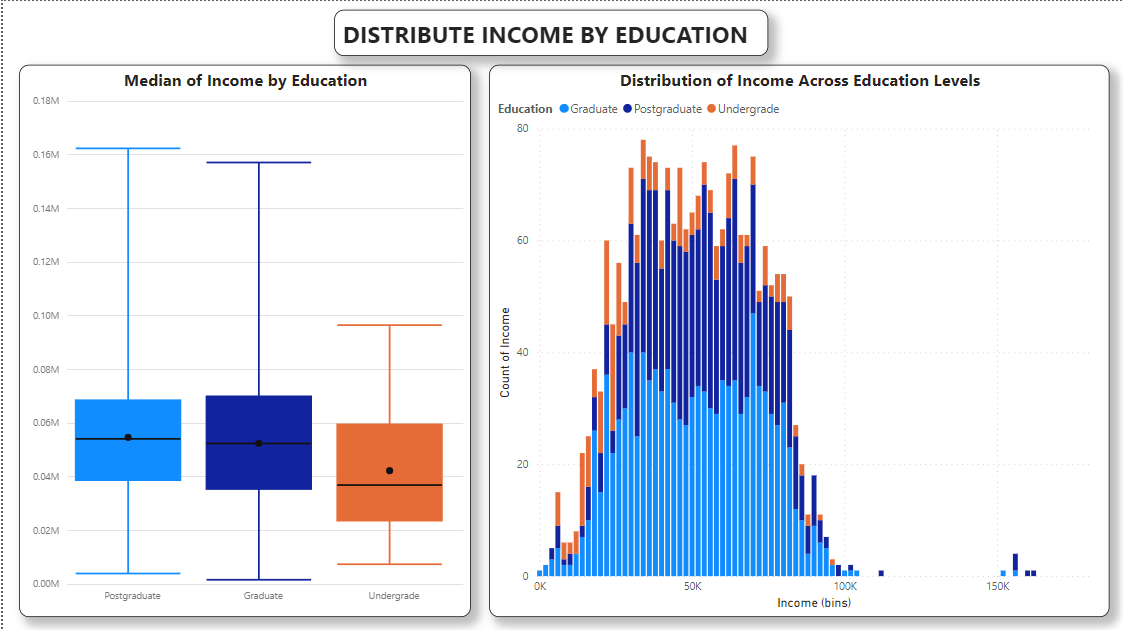 DISTRIBUTE INCOME BY EDUCATION
Median of Income by Education
0.18M
0.16M
0.14M
0.12M
0.10M
0.08M
0.06M
0.04M
0.02M
0.00M
Postgraduate Graduate Undergrade
Distribution of Income Across Education Levels
Education Graduate Postgraduate Undergrade
Count of Income
80
60
40
20
0
0K 50K 100K 150K
Income (bins)